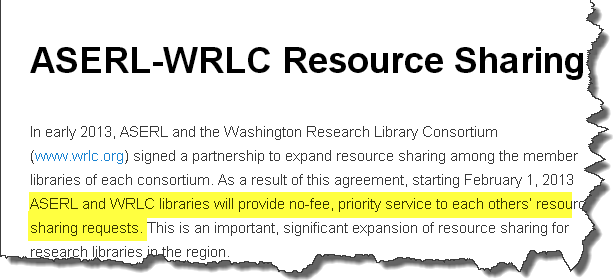 ASERL-WRLC Resource Sharing
In early 2013, ASERL and the Washington Research Library Consortium
(www.wrlc.org) signed a partnership to expand resource sharing among the member
libraries of each consortium. As a result of this agreement, starting February 1, 2013
ASERL and WRLC libraries will provide no-fee, priority service to each others' resourc
sharing requests. This is an important, significant expansion of resource sharing for
research libraries in the region.